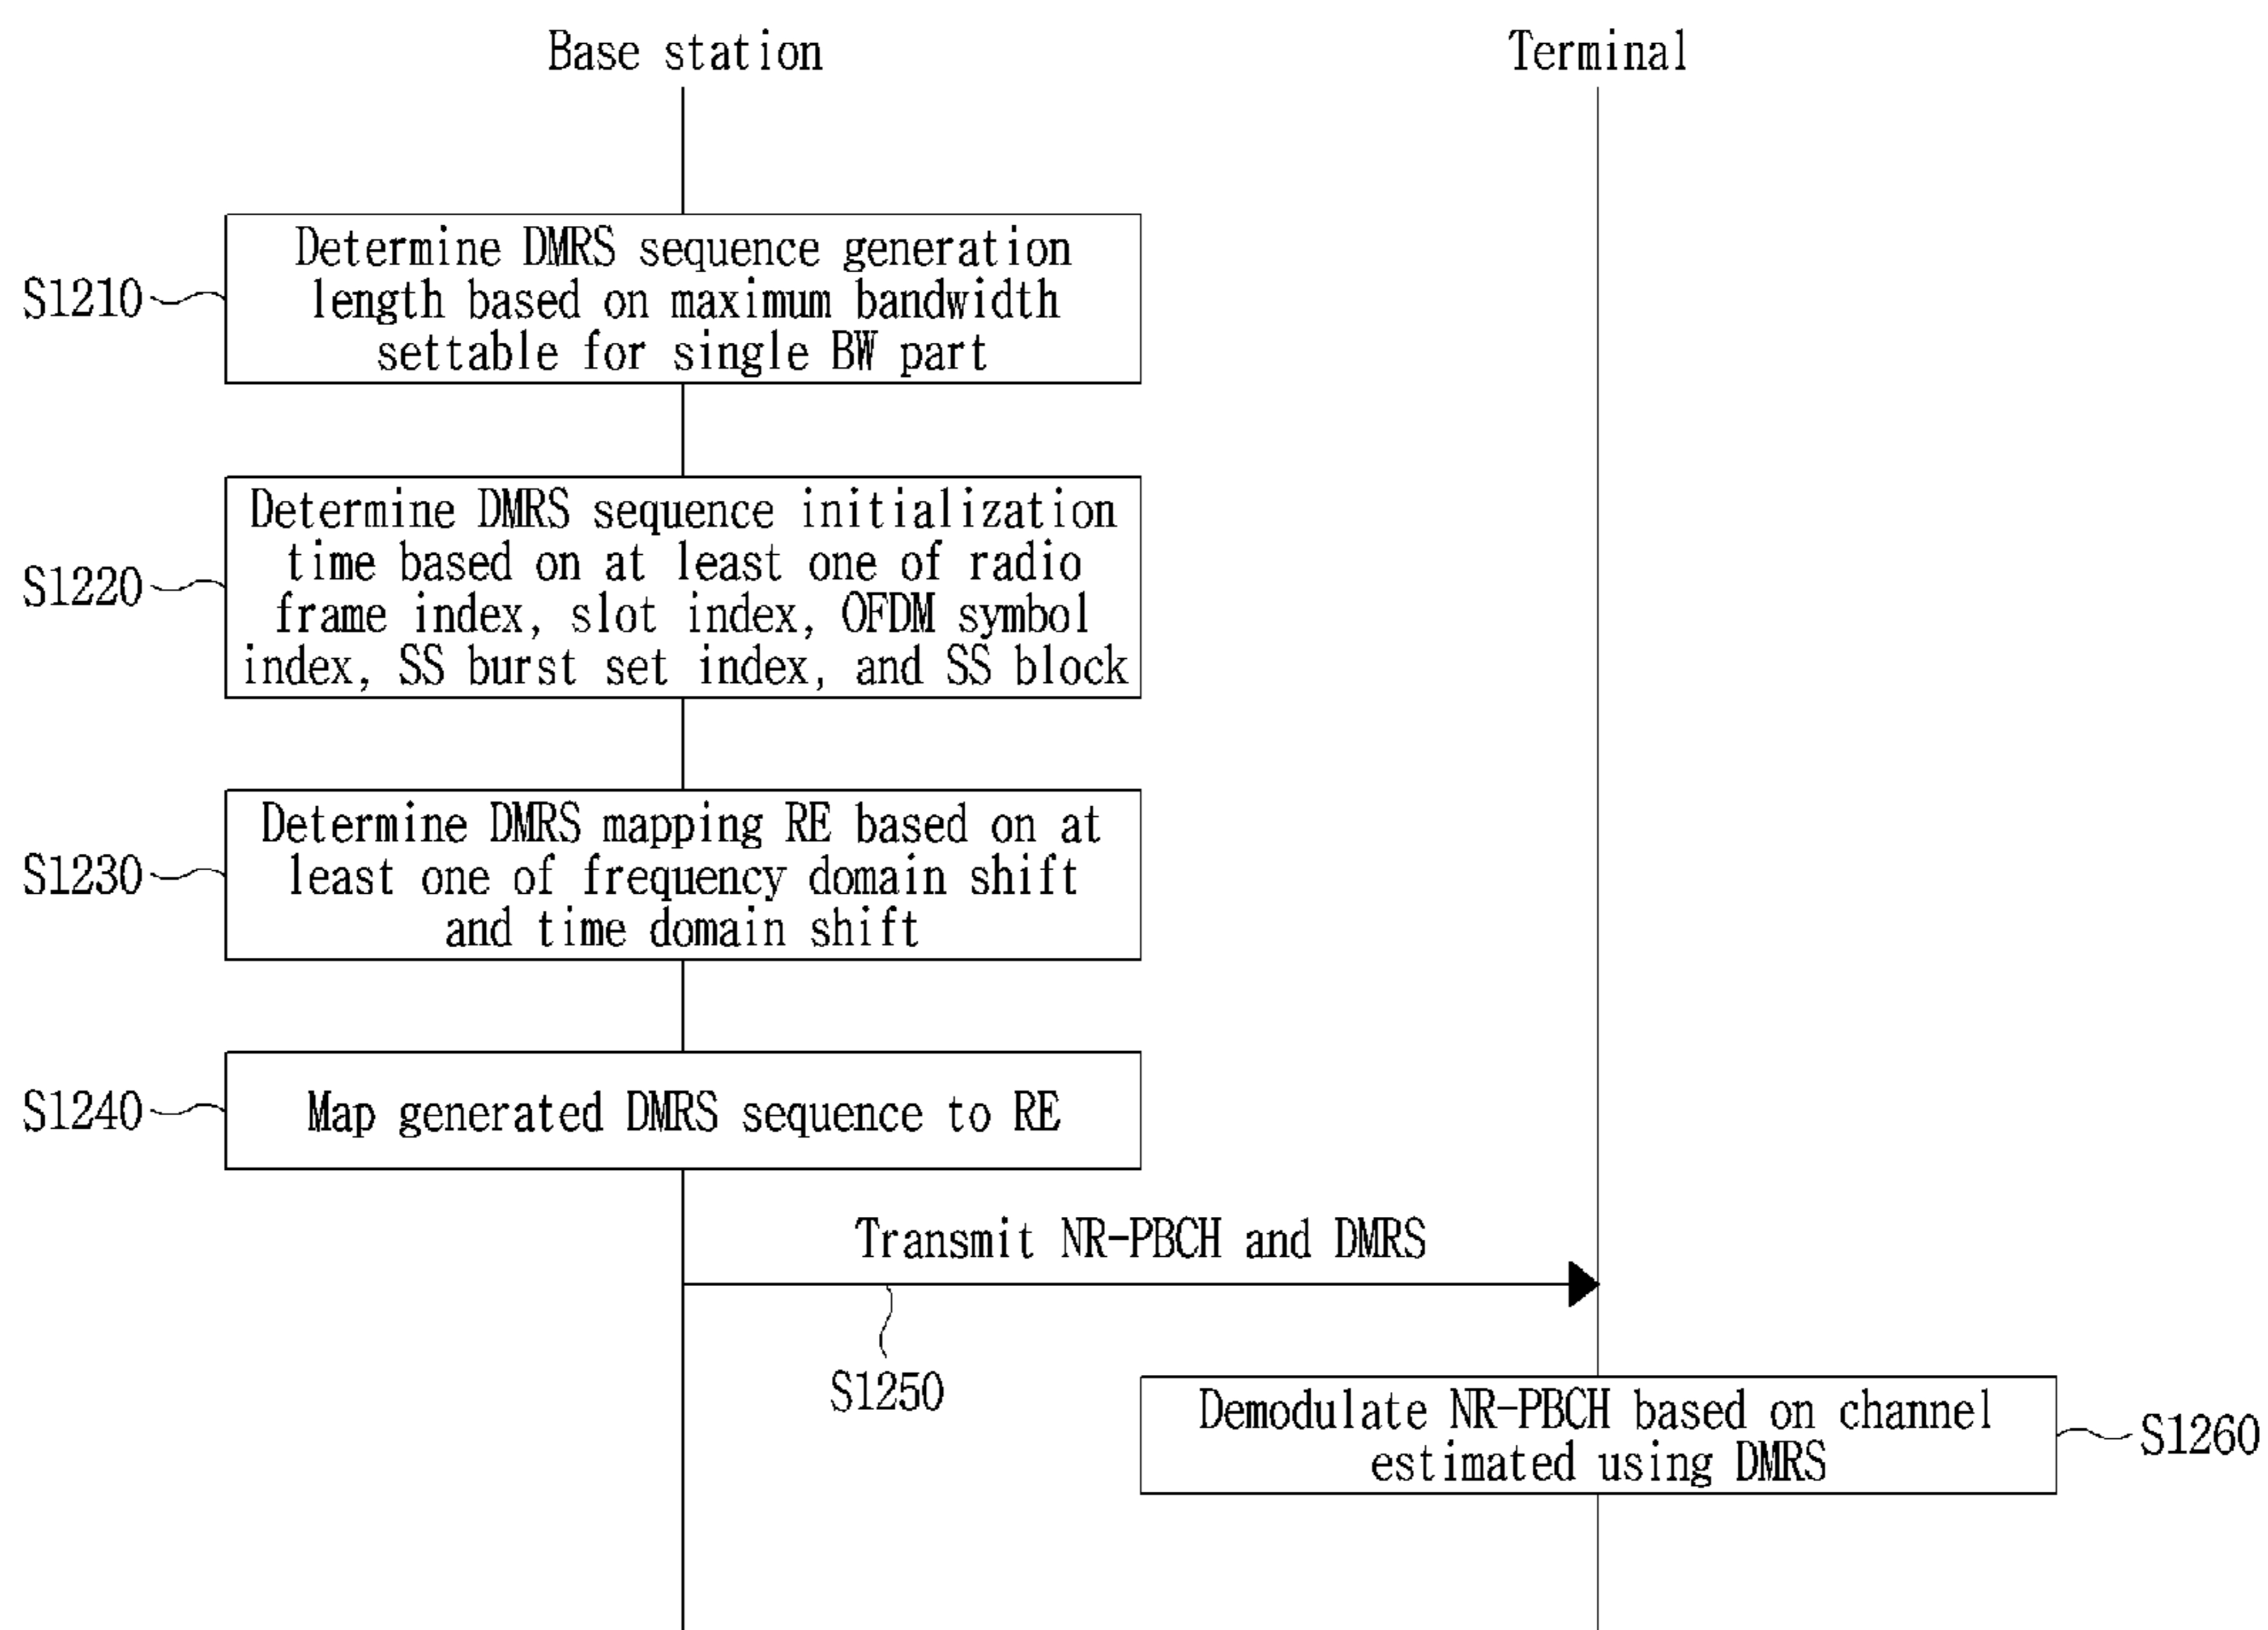 Base station
Terminal
S1210
Determine DMRS sequence generation
length based on maximum bandwidth
settable for single BW part
S1220
Determine DMRS sequence initialization
time based on at least one of radio
frame index, slot index, OFDM symbol
index, SS burst set index, and SS block
S1230
Determine DMRS mapping RE based on at
least one of frequency domain shift
and time domain shift
S1240
Map generated DMRS sequence to RE
Transmit NR-PBCH and DMRS
S1250
Demodulate NR-PBCH based on channel
estimated using DMRS
S1260